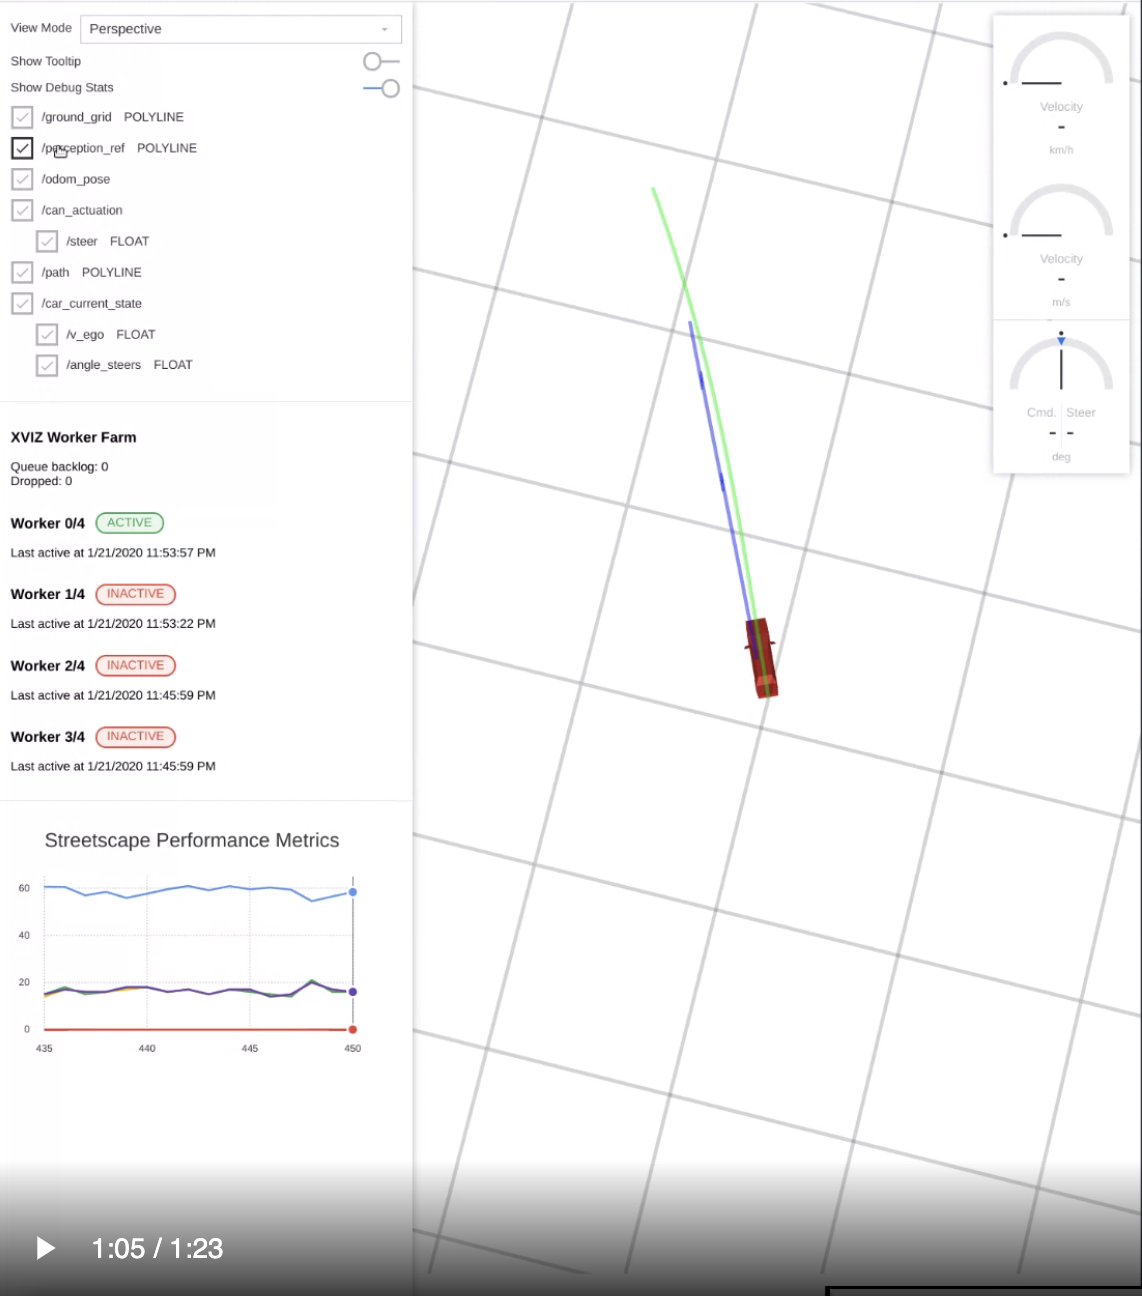 View Mode Perspective
Show Tooltip
Show Debug Stats
/ground_grid POLYLINE
/perception_ref POLYLINE
/odom_pose
/can_actuation
/steer FLOAT
/path POLYLINE
/car_current_state
/v_ego FLOAT
/angle_steers FLOAT
XVIZ Worker Farm
Queue backlog: 0
Dropped: 0
Worker 0/4 ACTIVE
Last active at 1/21/2020 11:53:57 PM
Worker 1/4 INACTIVE
Last active at 1/21/2020 11:53:22 PM
Worker 2/4 INACTIVE
Last active at 1/21/2020 11:45:59 PM
Worker 3/4 INACTIVE
Last active at 1/21/2020 11:45:59 PM
Streetscape Performance Metrics
60
40
20
0
435 440 445 450
Velocity
-
km/h
Velocity
-
m/s
Cmd. Steer
- -
deg
1:05 / 1:23